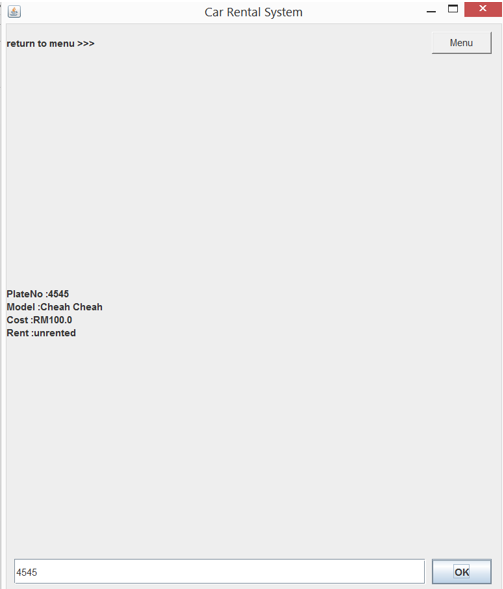 Car Rental System
return to menu >>>
Menu
PlateNo :4545
Model :Cheah Cheah
Cost :RM100.0
Rent :unrented
4545
OK